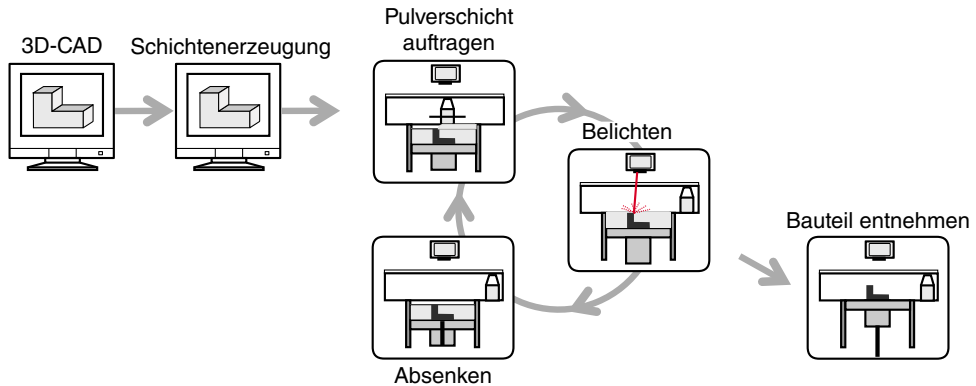 3D-CAD
Schichtenerzeugung
Pulverschicht
auftragen
Belichten
Absenken
Bauteil entnehmen